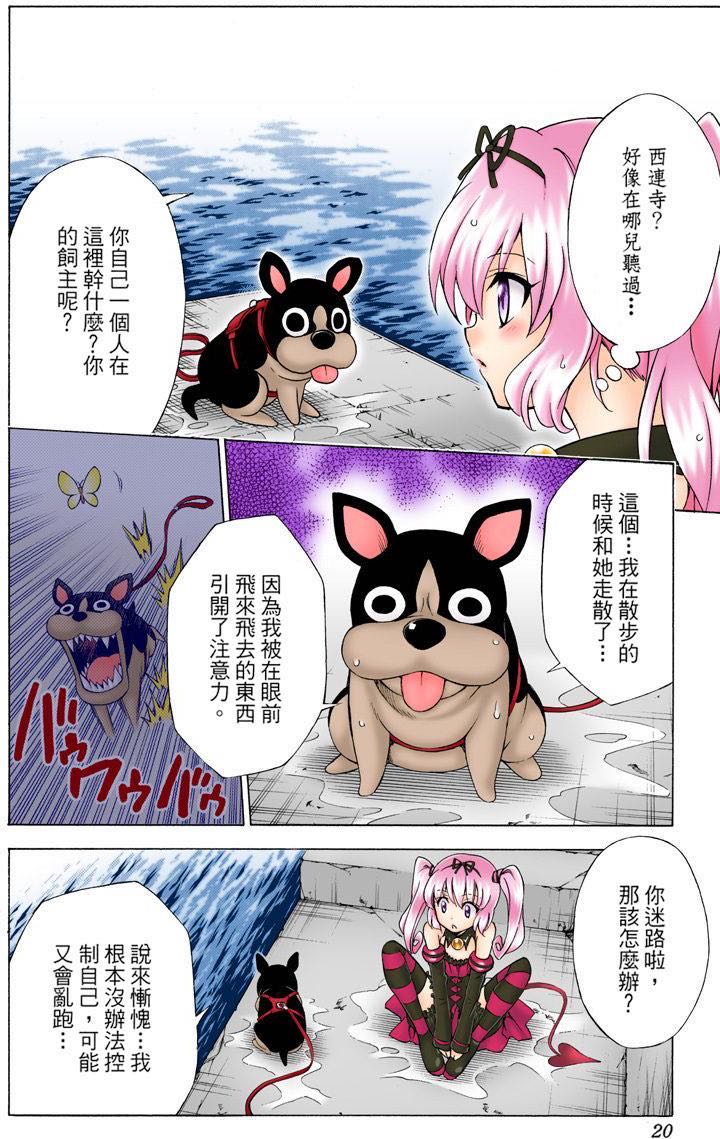 西連寺？
好像在哪兒聽過…
你自己一個人在
這裡幹什麼？你
的飼主呢？
這個…我在散步的
時候和她走散了…
因為我被在眼前
飛來飛去的東西
引開了注意力。
バゥ
ワゥ
バゥ
你迷路啦，
那該怎麼辦？
說來慚愧…我
根本沒辦法控
制自己，可能
又會亂跑…
20